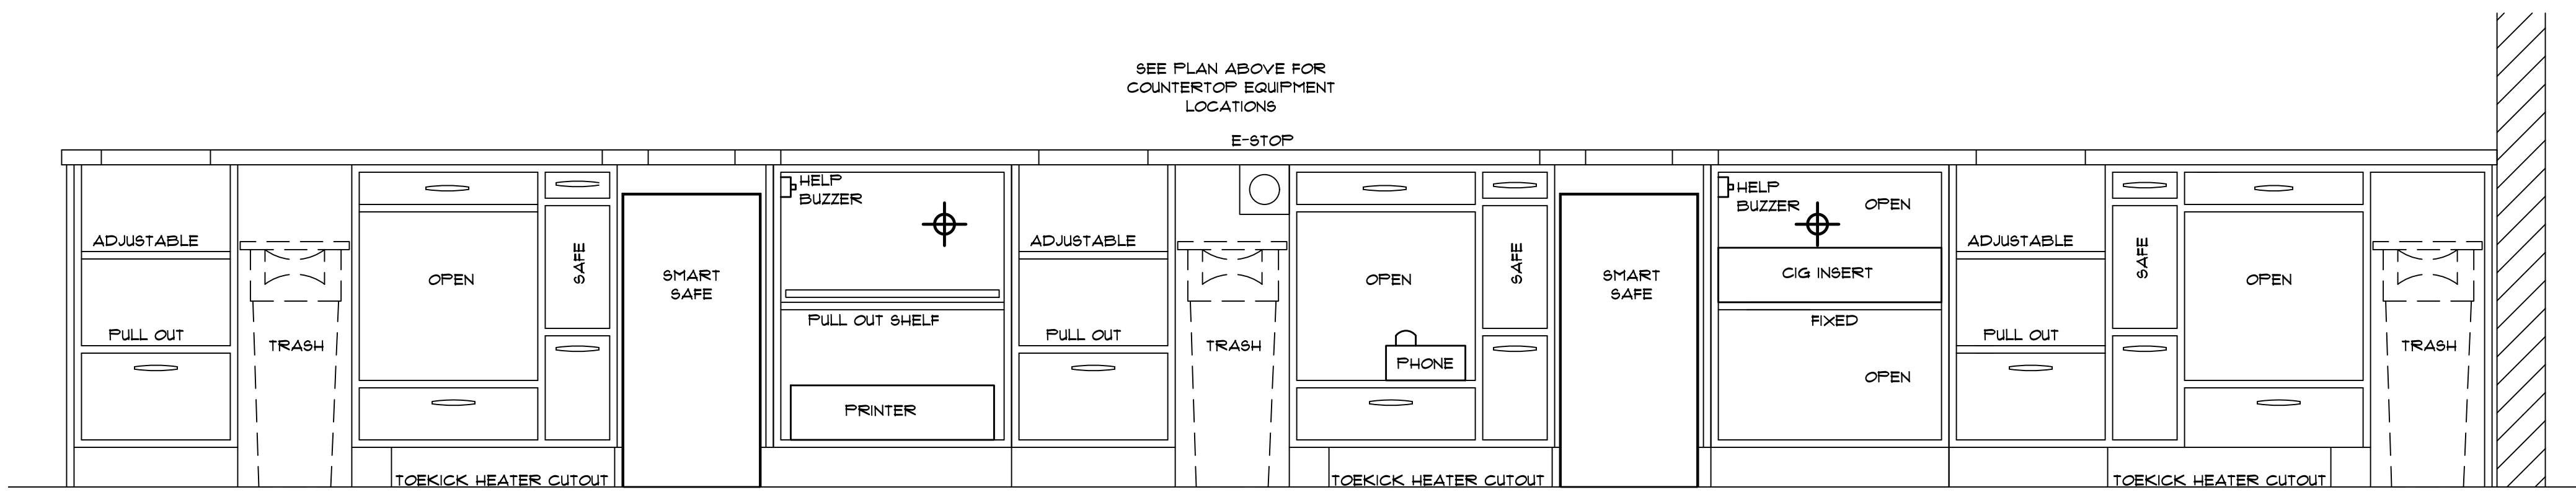 SEE PLAN ABOVE FOR
COUNTERTOP EQUIPMENT
LOCATIONS
E-STOP
ADJUSTABLE
PULL OUT
TRASH
OPEN
SAFE
TOEKICK HEATER CUTOUT
SMART
SAFE
HELP
BUZZER
PULL OUT SHELF
PRINTER
ADJUSTABLE
PULL OUT
TRASH
OPEN
PHONE
SAFE
TOEKICK HEATER CUTOUT
SMART
SAFE
HELP
BUZZER
OPEN
CIG INSERT
FIXED
OPEN
ADJUSTABLE
PULL OUT
SAFE
OPEN
TOEKICK HEATER CUTOUT
TRASH